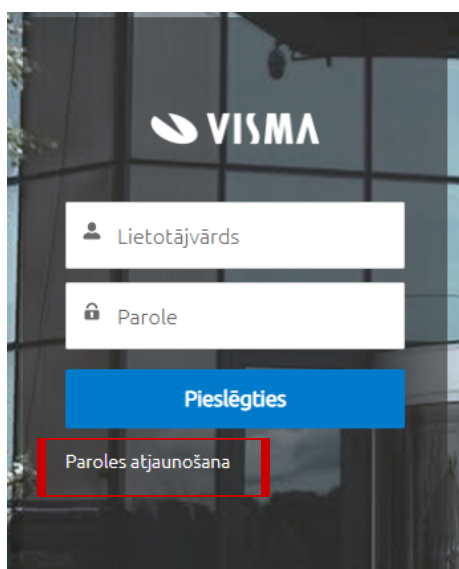 VISMA
Lietotājvārds
Parole
Pieslēgties
Paroles atjaunošana